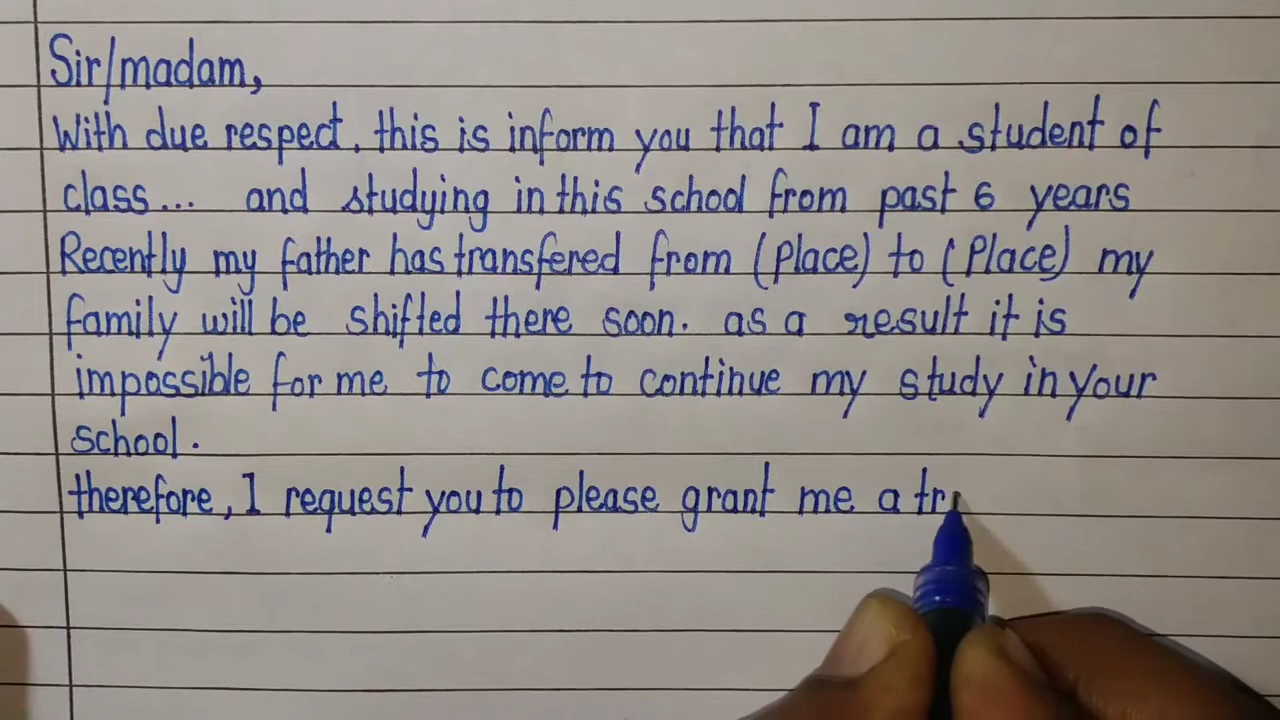 Sir/madam,
With due respect, this is inform you that I am a student of
class... and studying in this school from past 6 years
Recently my father has transfered from (Place) to (Place) my
family will be shifted there soon. as a result it is
impossible for me to come to continue my study in your
school.
therefore, I request you to please grant me a tr